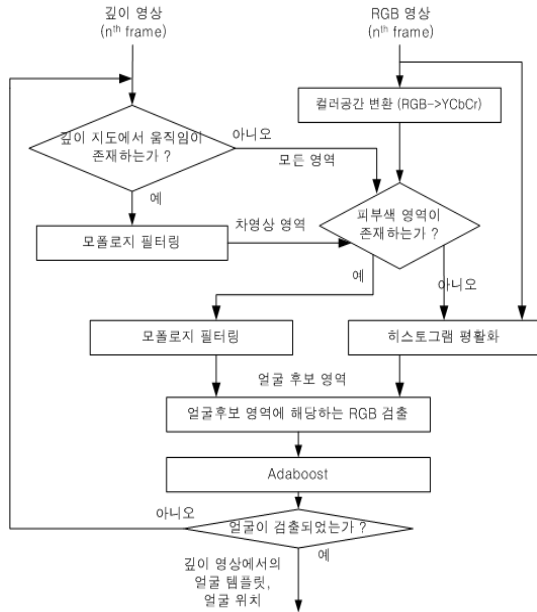 깊이 영상
(nth frame)
RGB 영상
(nth frame)
컬러공간 변환 (RGB->YCbCr)
깊이 지도에서 움직임이
존재하는가 ?
아니오
모든 영역
예
피부색 영역이
존재하는가 ?
모폴로지 필터링
차영상 영역
예
아니오
모폴로지 필터링
히스토그램 평활화
얼굴 후보 영역
얼굴후보 영역에 해당하는 RGB 검출
Adaboost
아니오
얼굴이 검출되었는가 ?
예
깊이 영상에서의
얼굴 템플릿,
얼굴 위치